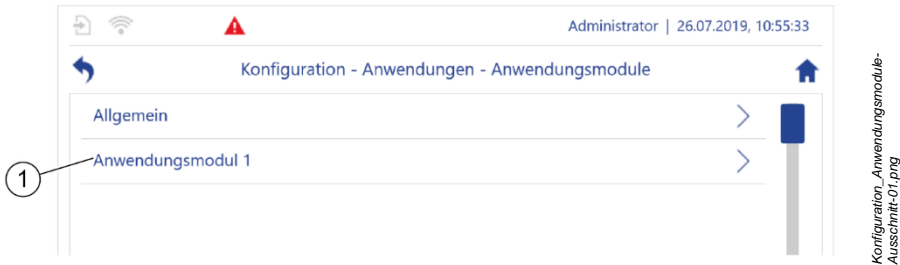 Administrator | 26.07.2019, 10:55:33
Konfiguration - Anwendungen - Anwendungsmodule
Allgemein
1
Anwendungsmodul 1
Konfiguration_Anwendungsmodule-
Ausschnitt-01.png